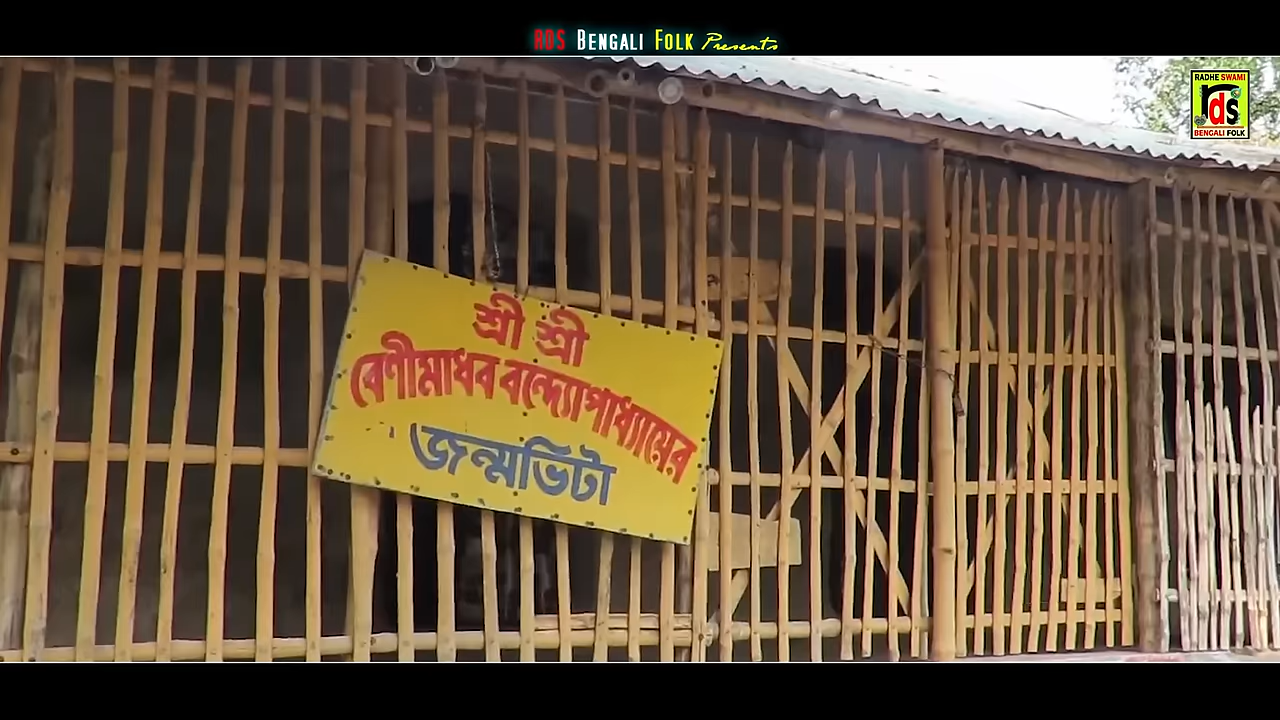 RDS BENGALI FOLK Presents
RADHE SWAMI
rds
BENGALI FOLK
শ্রী শ্রী
বেণীমাধব বন্দ্যোপাধ্যায়ের
জন্মভিটা